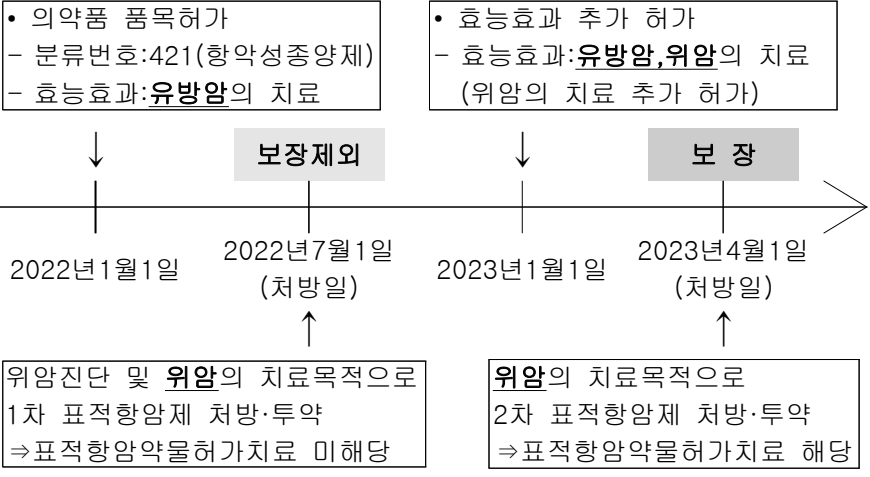 • 의약품 품목허가
- 분류번호:421(항악성종양제)
- 효능효과:유방암의 치료
• 효능효과 추가 허가
- 효능효과:유방암,위암의 치료
(위암의 치료 추가 허가)
보장제외
보 장
2022년1월1일
2022년7월1일
(처방일)
2023년1월1일
2023년4월1일
(처방일)
위암진단 및 위암의 치료목적으로
1차 표적항암제 처방·투약
⇒표적항암약물허가치료 미해당
위암의 치료목적으로
2차 표적항암제 처방·투약
⇒표적항암약물허가치료 해당